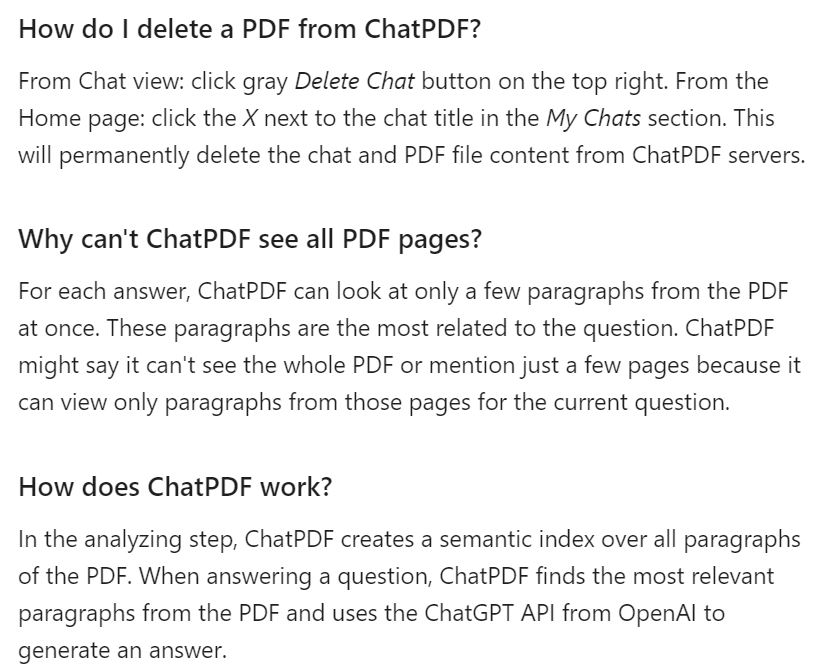 How do I delete a PDF from ChatPDF?
From Chat view: click gray Delete Chat button on the top right. From the
Home page: click the X next to the chat title in the My Chats section. This
will permanently delete the chat and PDF file content from ChatPDF servers.
Why can't ChatPDF see all PDF pages?
For each answer, ChatPDF can look at only a few paragraphs from the PDF
at once. These paragraphs are the most related to the question. ChatPDF
might say it can't see the whole PDF or mention just a few pages because it
can view only paragraphs from those pages for the current question.
How does ChatPDF work?
In the analyzing step, ChatPDF creates a semantic index over all paragraphs
of the PDF. When answering a question, ChatPDF finds the most relevant
paragraphs from the PDF and uses the ChatGPT API from OpenAI to
generate an answer.